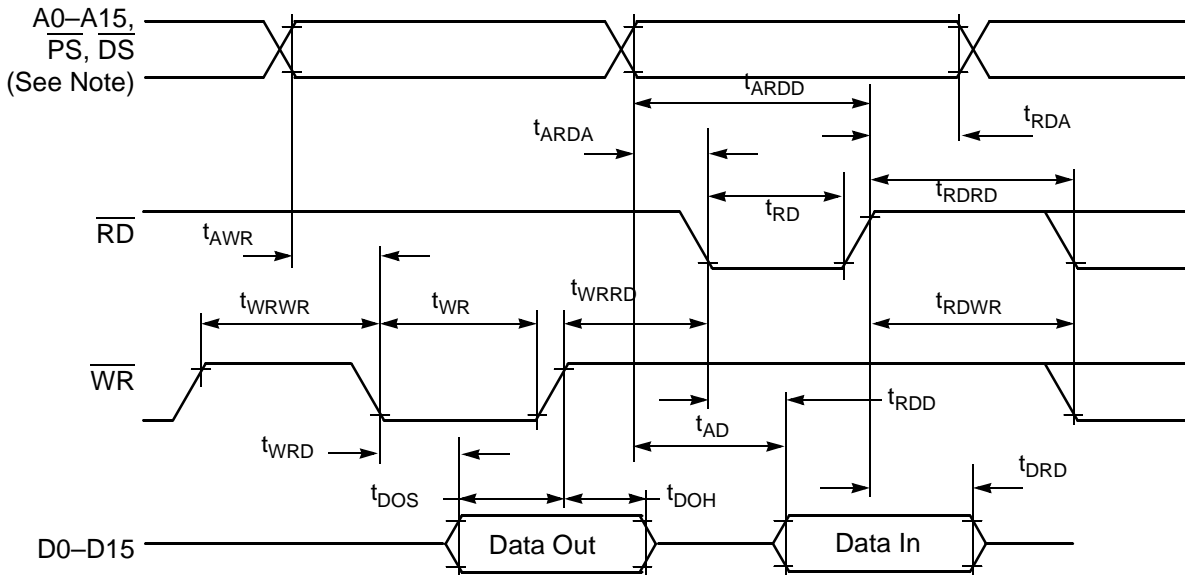 A0–A15,
PS, DS
(See Note)
tARDD
tARDA
tRDA
tRD
tRDRD
RD
tAWR
tWRWR
tWR
tWRRD
tRDWR
WR
tRDD
tAD
tWRD
tDRD
tDOS
tDOH
D0–D15
Data Out
Data In